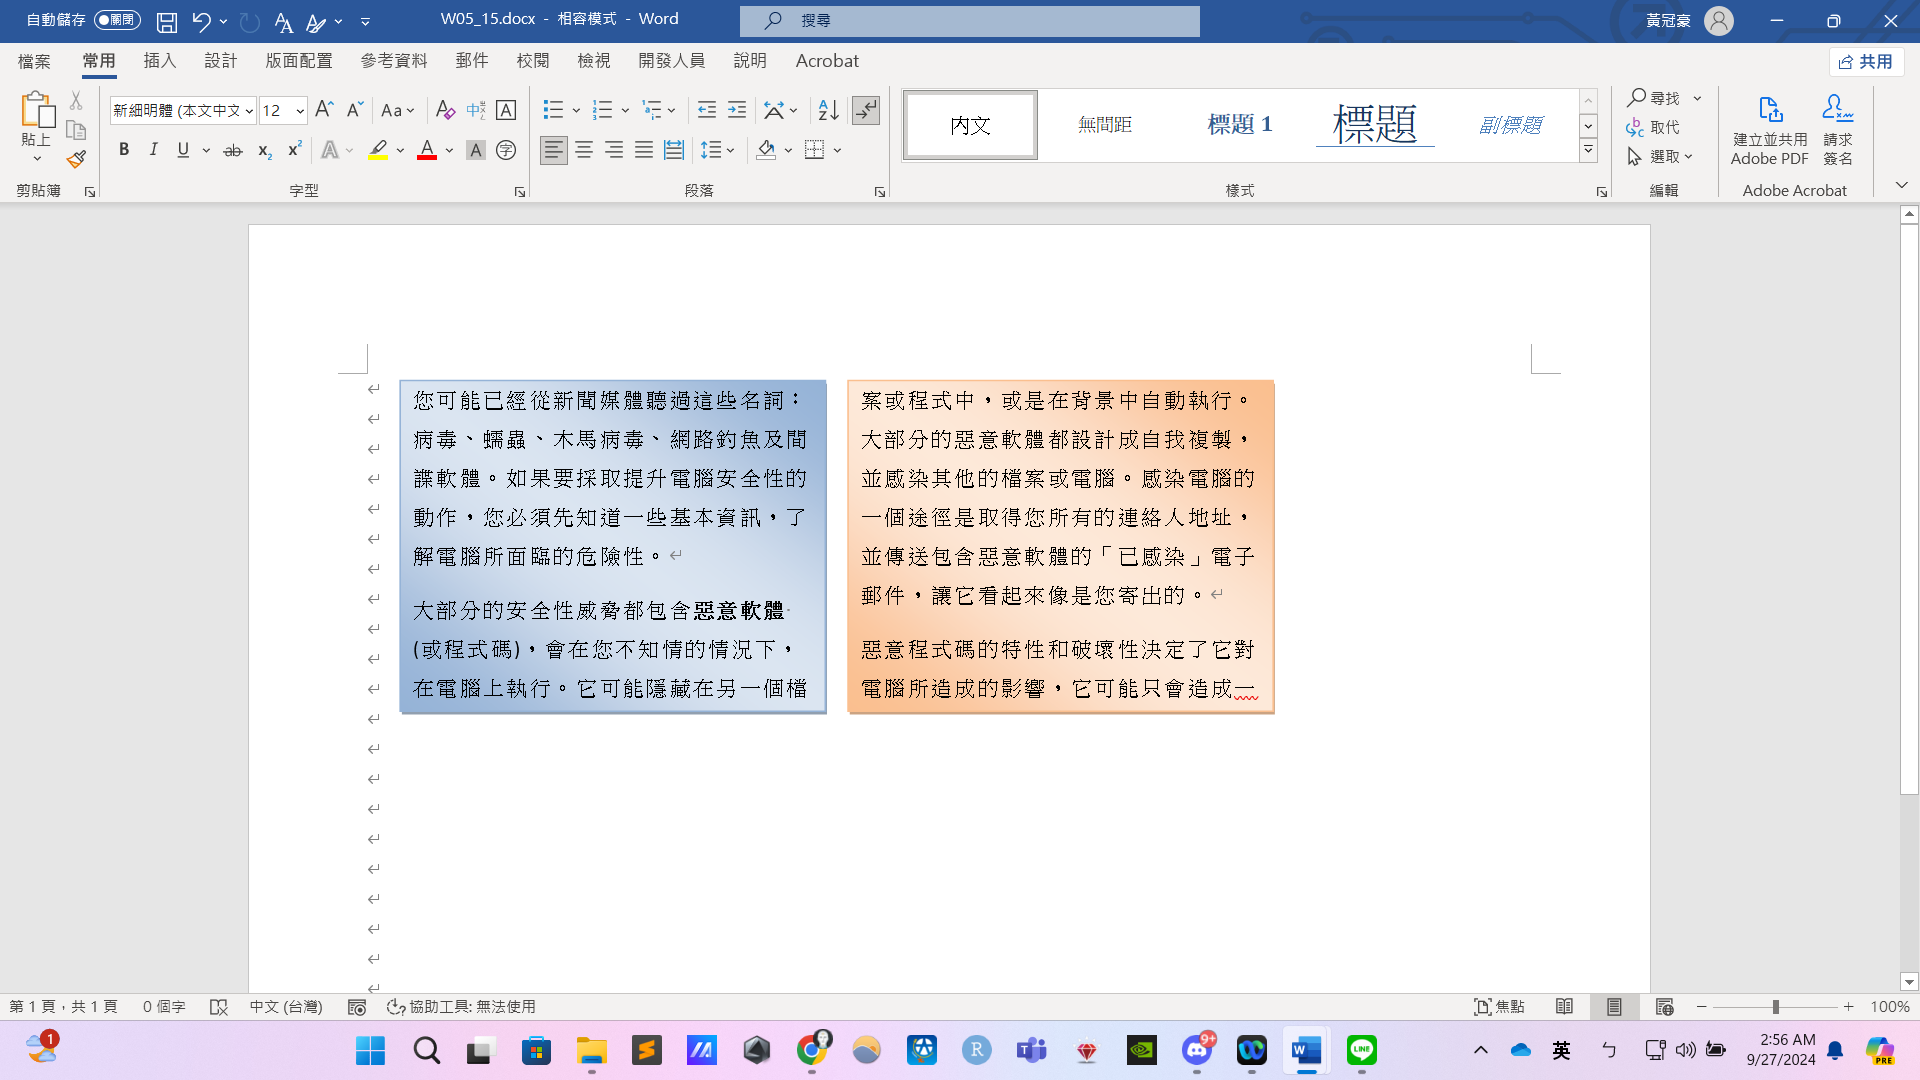 自動儲存 關閉 W05_15.docx - 相容模式 - Word 搜尋 黃冠豪
檔案 常用 插入 設計 版面配置 參考資料 郵件 校閱 檢視 開發人員 說明 Acrobat 共用
貼上
剪貼簿
新細明體 (本文中文 12
字型
段落
內文 無間距 標題 1 標題 副標題
樣式
尋找
取代
選取
編輯
建立並共用
Adobe PDF
請求
簽名
Adobe Acrobat
您可能已經從新聞媒體聽過這些名詞：
病毒、蠕蟲、木馬病毒、網路釣魚及間
諜軟體。如果要採取提升電腦安全性的
動作，您必須先知道一些基本資訊，了
解電腦所面臨的危險性。
大部分的安全性威脅都包含惡意軟體
(或程式碼)，會在您不知情的情況下，
在電腦上執行。它可能隱藏在另一個檔
案或程式中，或是在背景中自動執行。
大部分的惡意軟體都設計成自我複製，
並感染其他的檔案或電腦。感染電腦的
一個途徑是取得您所有的連絡人地址，
並傳送包含惡意軟體的「已感染」電子
郵件，讓它看起來像是您寄出的。
惡意程式碼的特性和破壞性決定了它對
電腦所造成的影響，它可能只會造成一
第 1 頁，共 1 頁 0 個字 中文 (台灣) 協助工具: 無法使用 焦點 100%
1 9+ 英 ㄅ 2:56 AM
9/27/2024
PRE